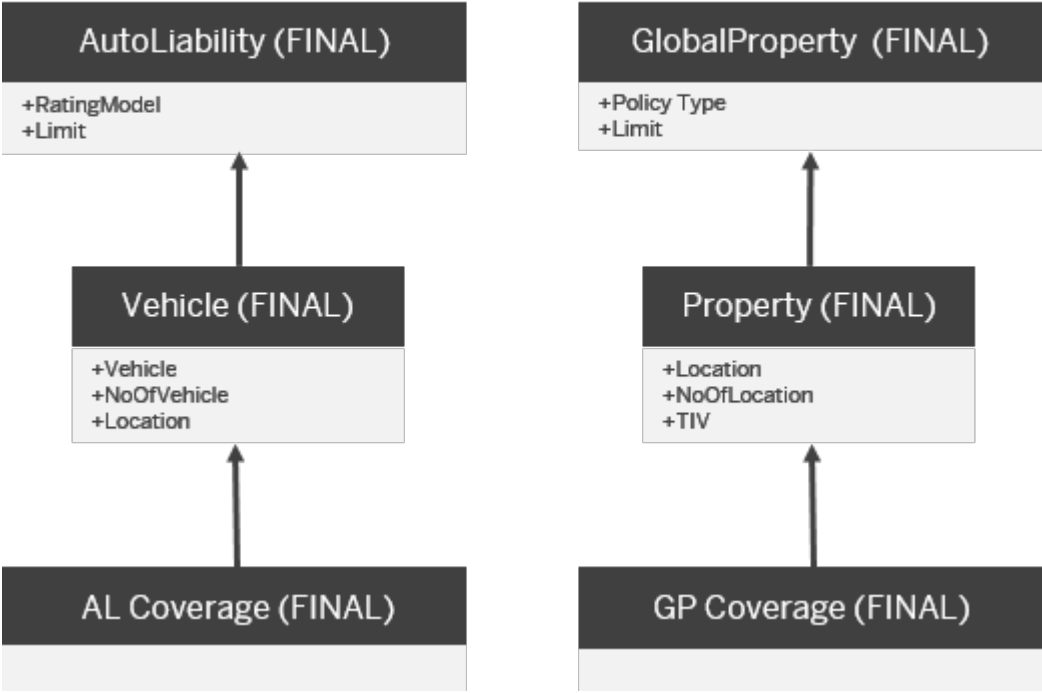 AutoLiability (FINAL)
+RatingModel
+Limit
Vehicle (FINAL)
+Vehicle
+NoOfVehicle
+Location
AL Coverage (FINAL)
GlobalProperty (FINAL)
+Policy Type
+Limit
Property (FINAL)
+Location
+NoOfLocation
+TIV
GP Coverage (FINAL)